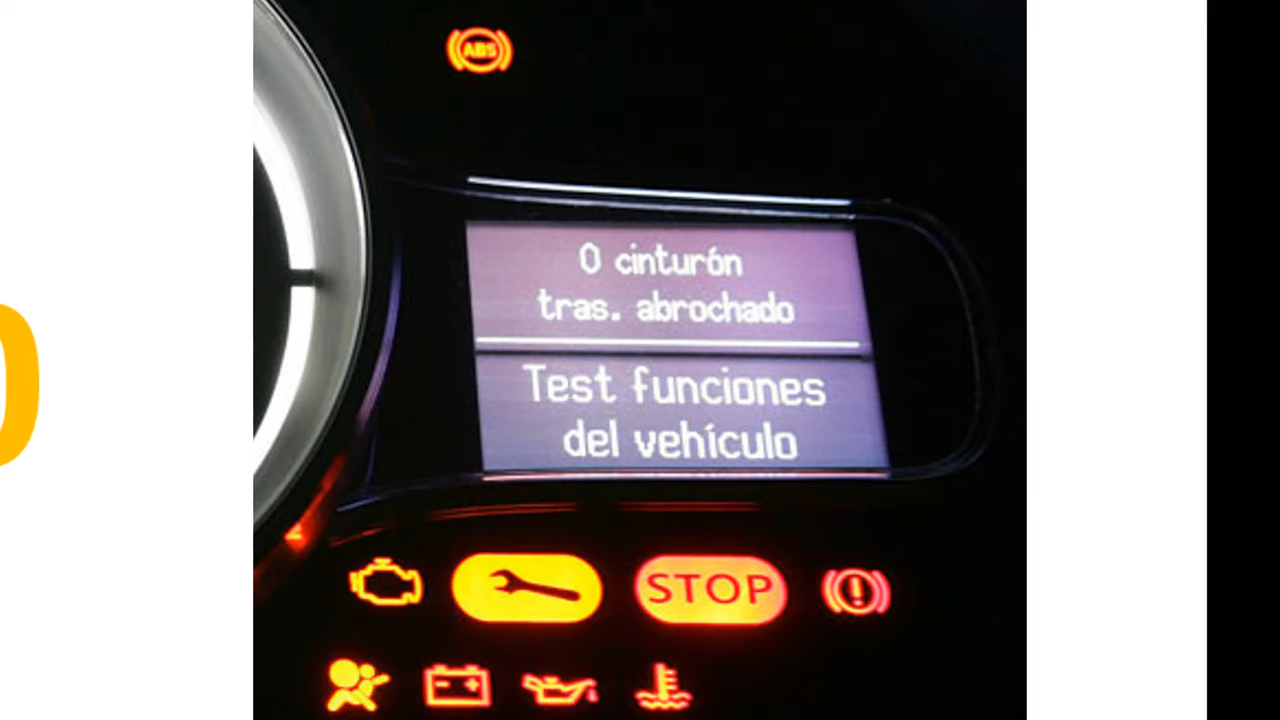 ABS
0 cinturón
tras. abrochado
Test funciones
del vehículo
STOP